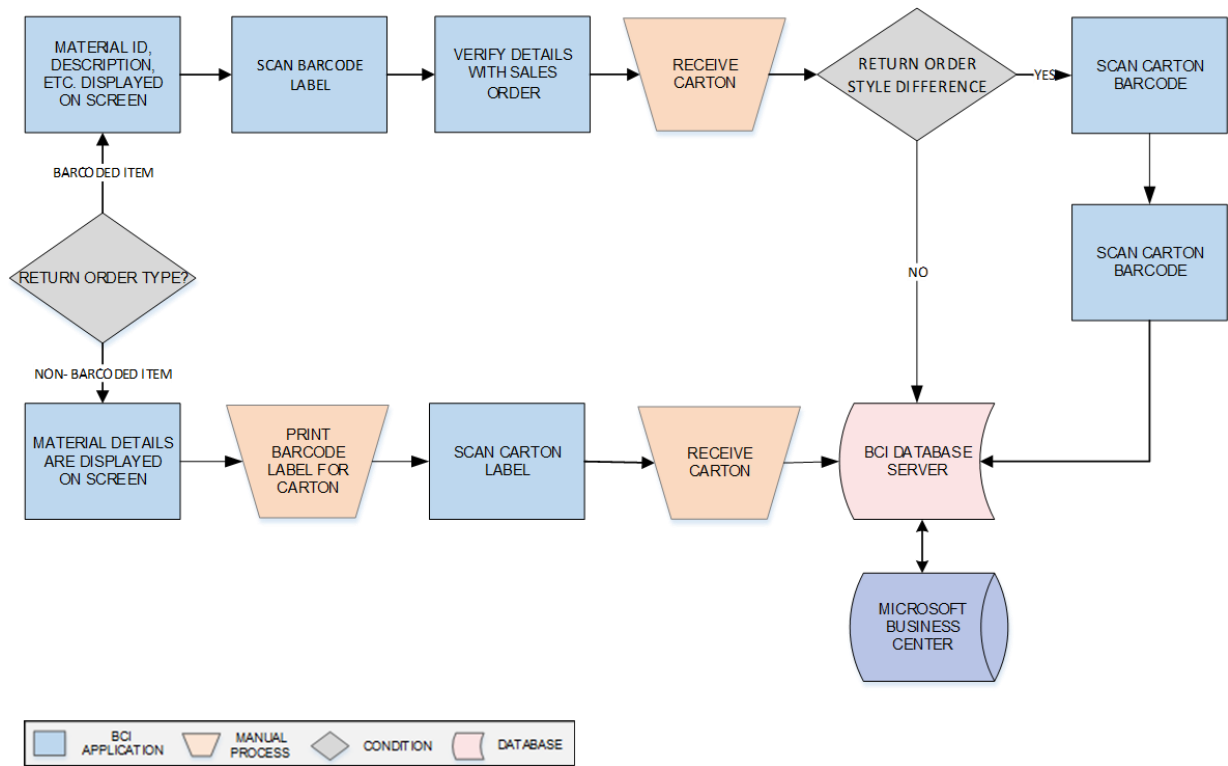 MATERIAL ID,
DESCRIPTION,
ETC. DISPLAYED
ON SCREEN
SCAN BARCODE
LABEL
VERIFY DETAILS
WITH SALES
ORDER
RECEIVE
CARTON
RETURN ORDER
STYLE DIFFERENCE
YES
SCAN CARTON
BARCODE
BARCODED ITEM
SCAN CARTON
BARCODE
RETURN ORDER TYPE?
NO
NON- BARCODED ITEM
MATERIAL DETAILS
ARE DISPLAYED
ON SCREEN
PRINT
BARCODE
LABEL FOR
CARTON
SCAN CARTON
LABEL
RECEIVE
CARTON
BCI DATABASE
SERVER
MICROSOFT
BUSINESS
CENTER
BCI
APPLICATION
MANUAL
PROCESS
CONDITION
DATABASE